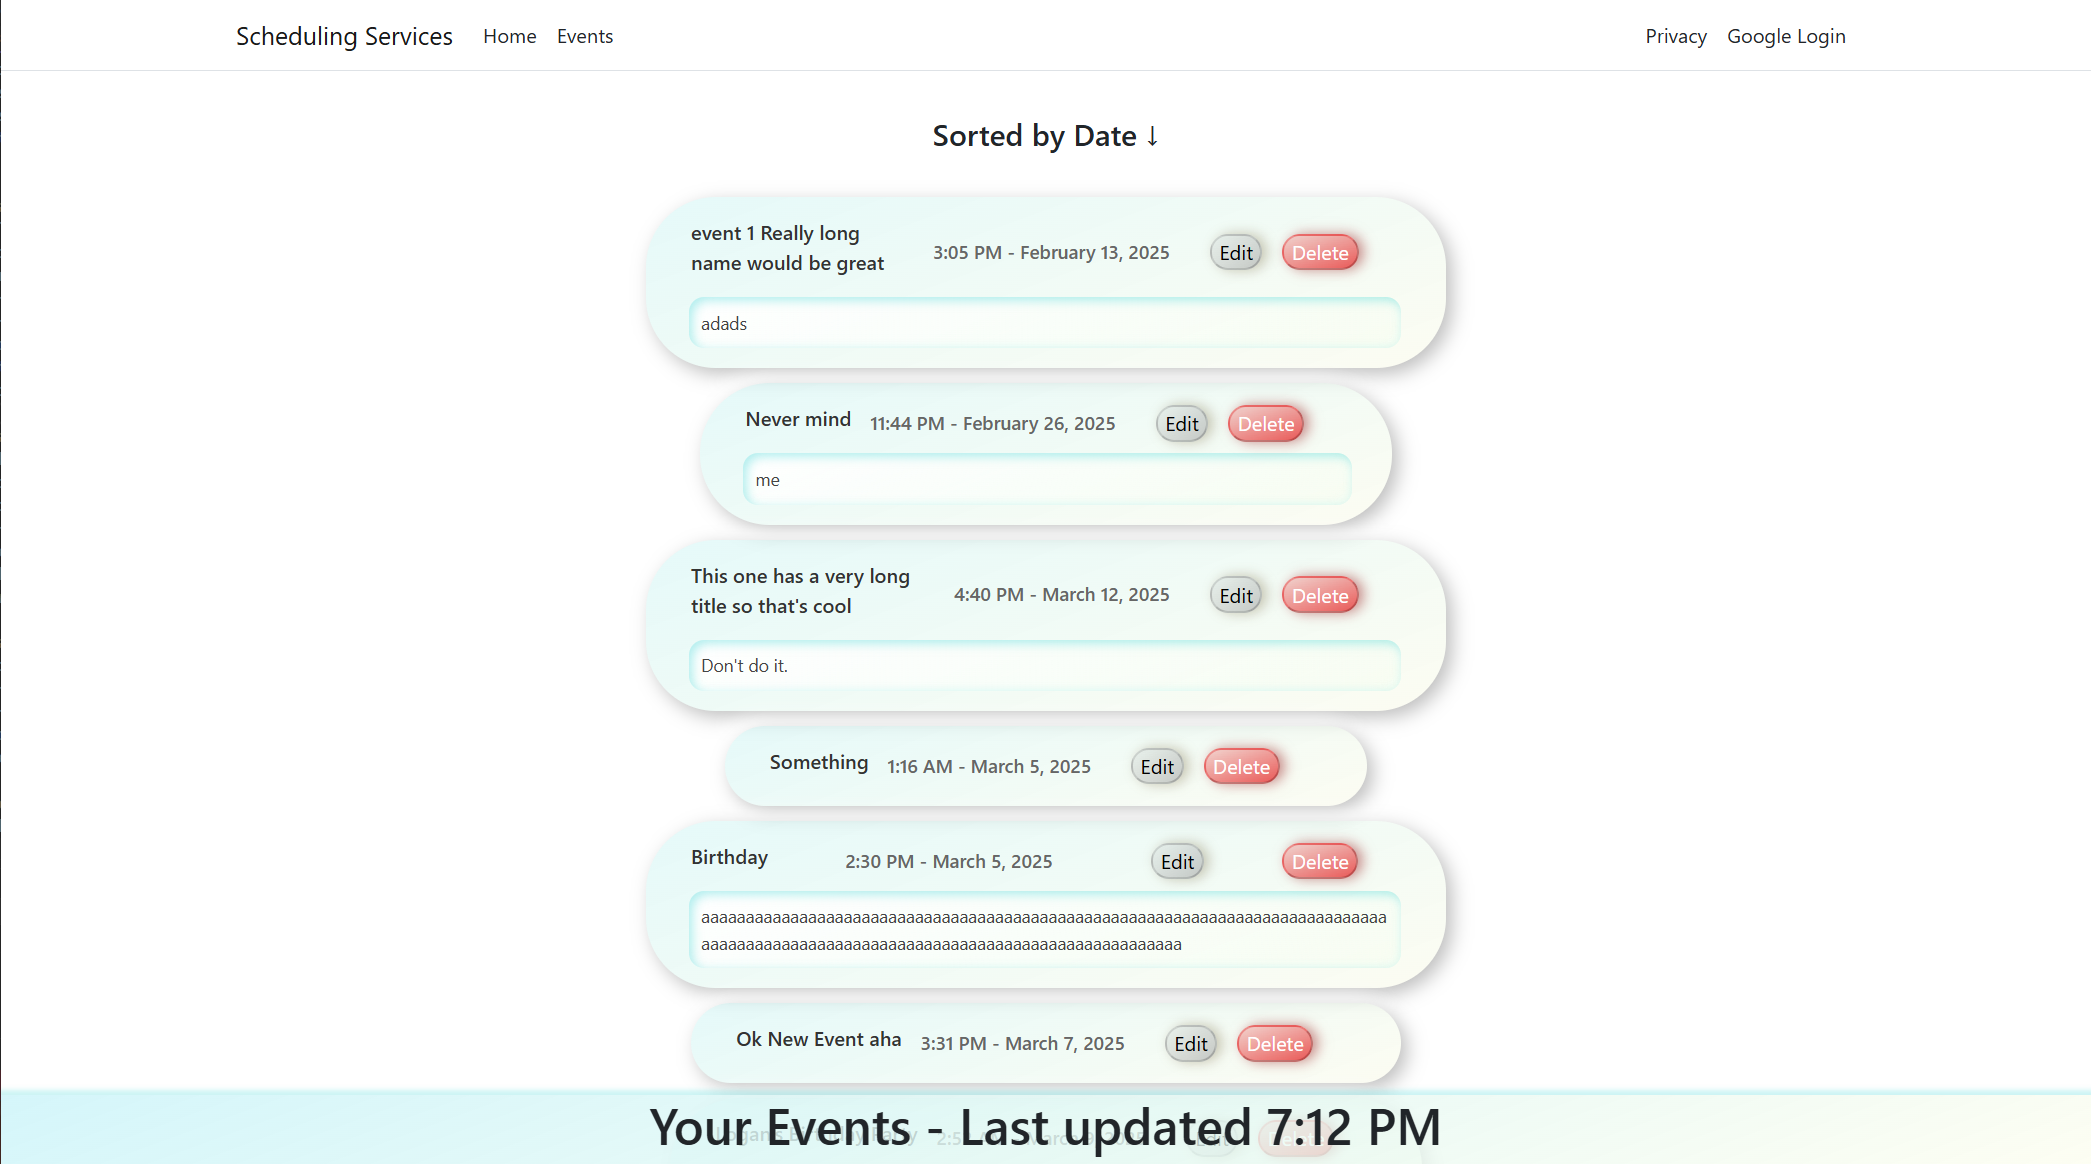 Scheduling Services Home Events Privacy Google Login
Sorted by Date ↓
event 1 Really long
name would be great
3:05 PM - February 13, 2025 Edit Delete
adads
Never mind 11:44 PM - February 26, 2025 Edit Delete
me
This one has a very long
title so that's cool
4:40 PM - March 12, 2025 Edit Delete
Don't do it.
Something 1:16 AM - March 5, 2025 Edit Delete
Birthday 2:30 PM - March 5, 2025 Edit Delete
Ok New Event aha 3:31 PM - March 7, 2025 Edit Delete
Your Events - Last updated 7:12 PM